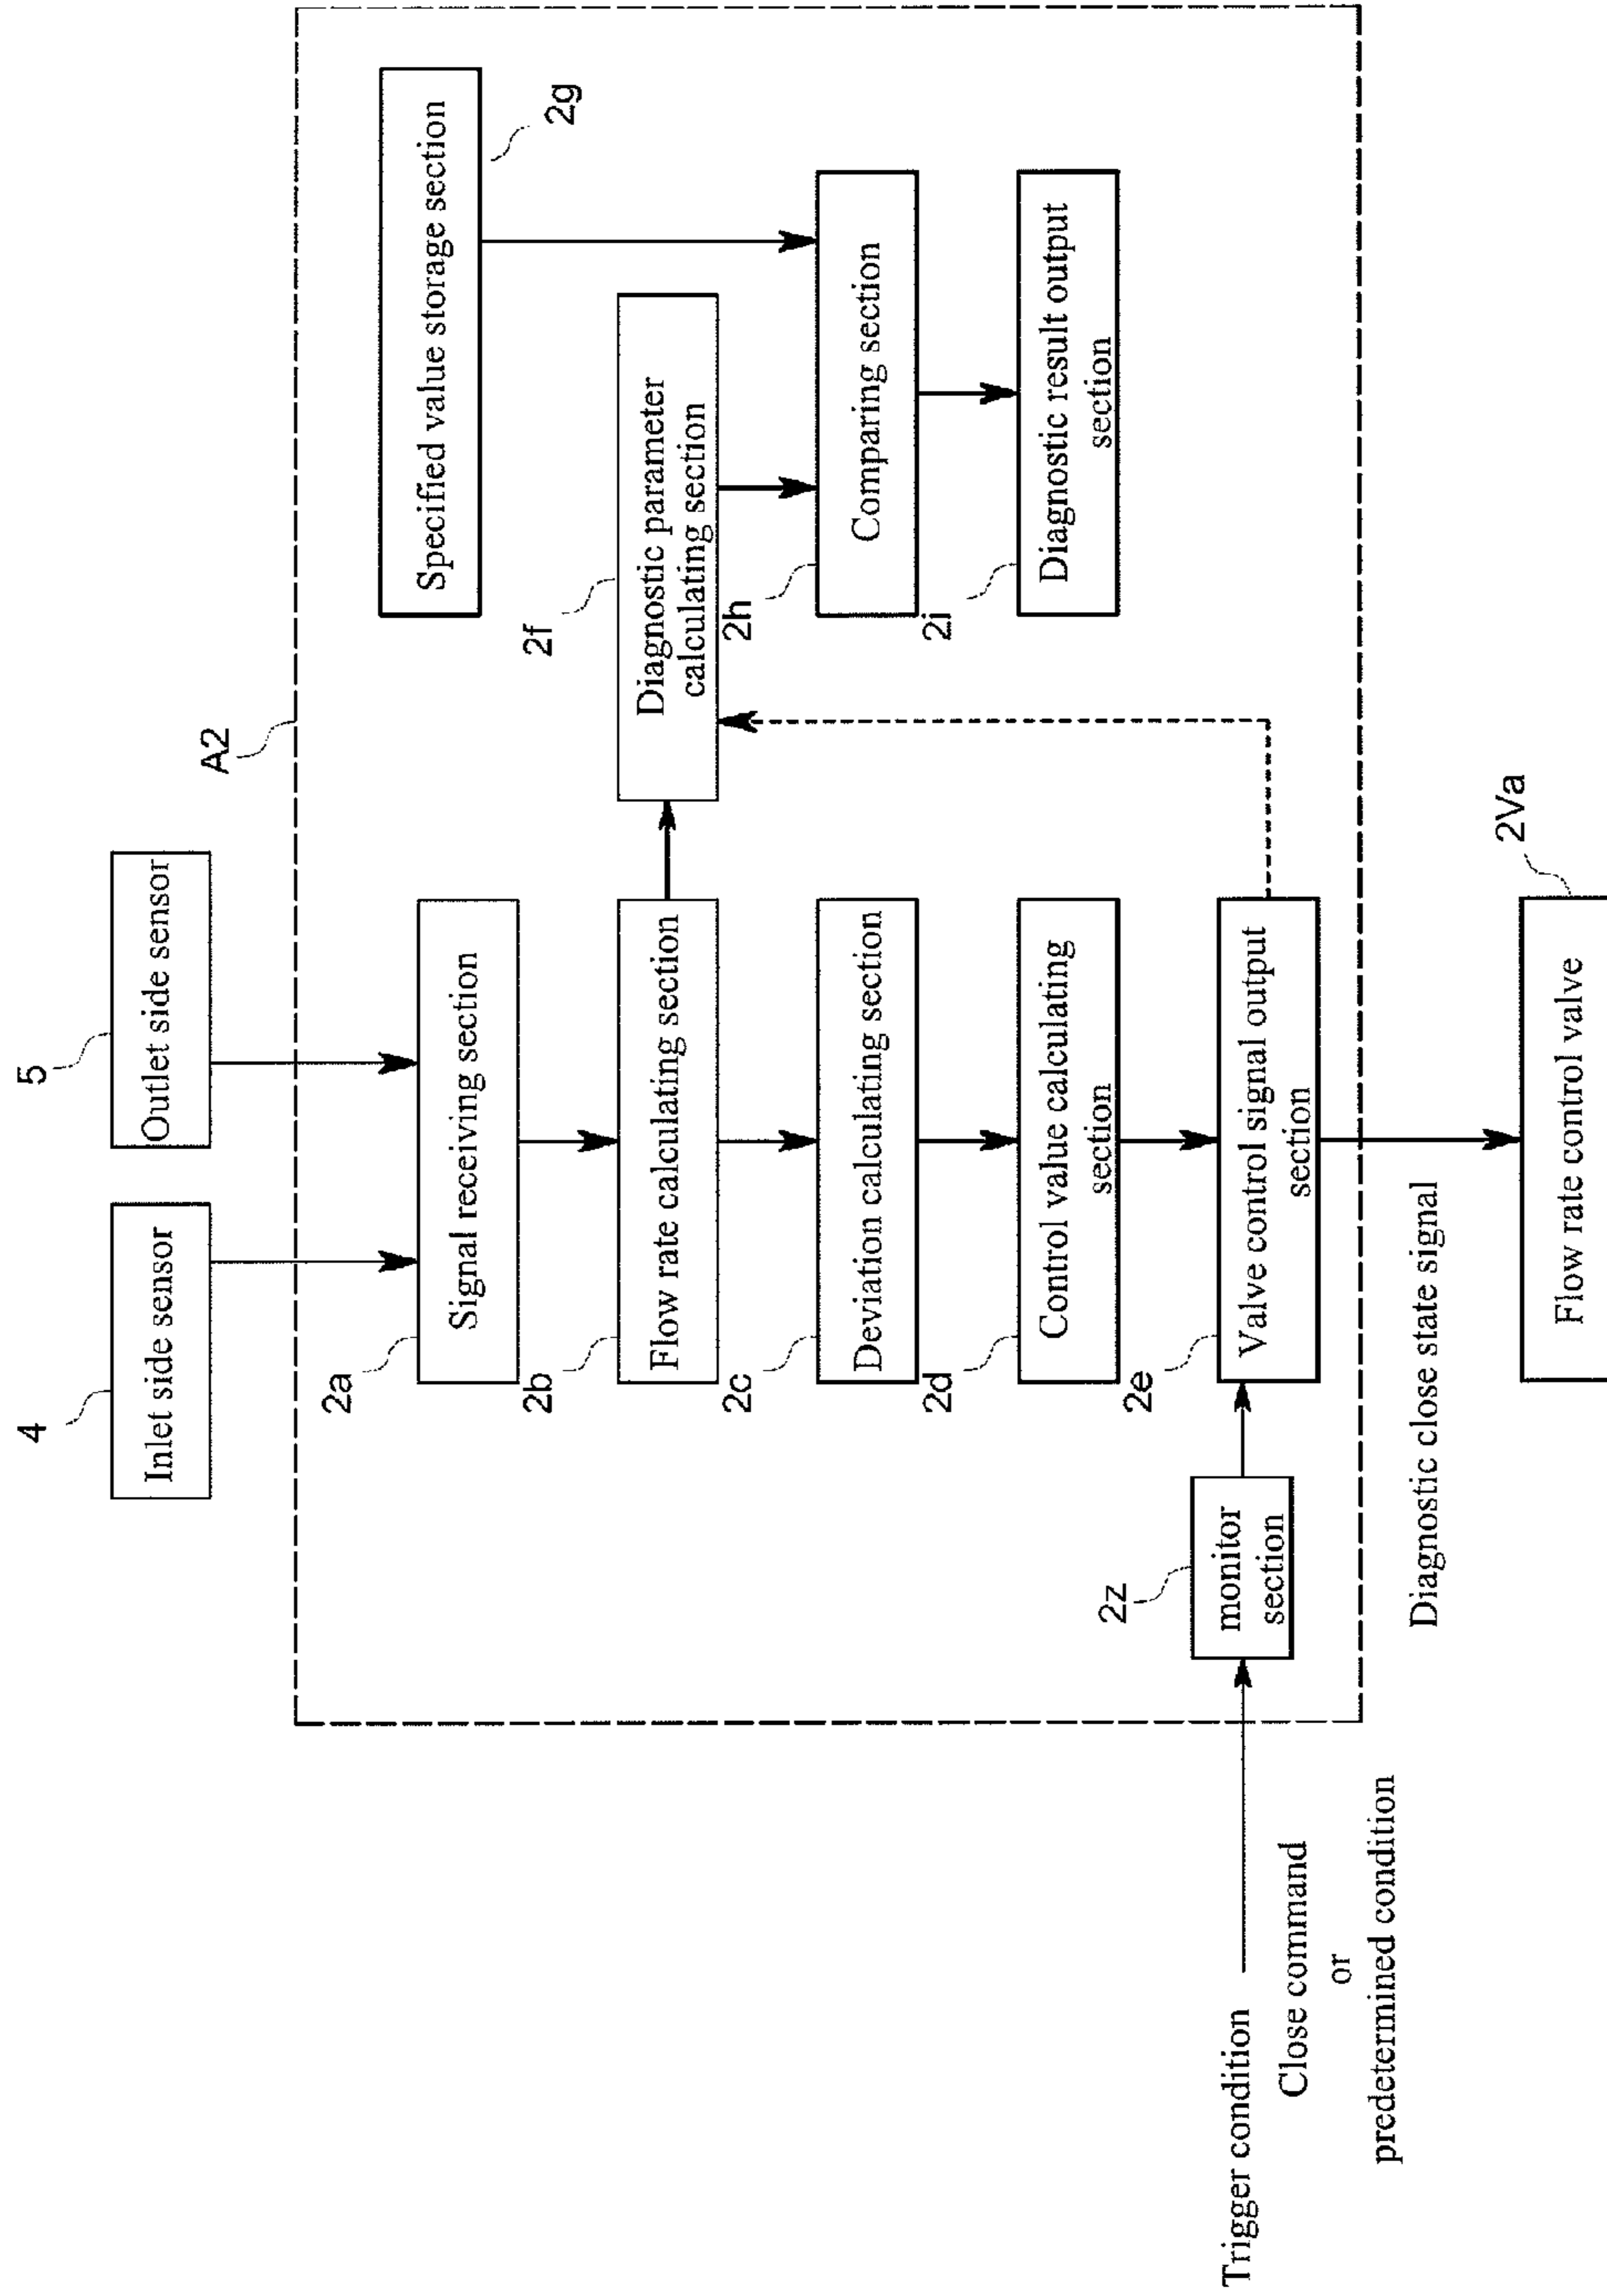 4
Inlet side sensor
5
Outlet side sensor
A2
2a
Signal receiving section
Specified value storage section
2g
2b
Flow rate calculating section
2f
Diagnostic parameter
calculating section
2c
Deviation calculating section
2h
Comparing section
2d
Control value calculating
section
2i
Diagnostic result output
section
2z
monitor
section
2e
Valve control signal output
section
Trigger condition
Close command
or
predetermined condition
Diagnostic close state signal
2Va
Flow rate control valve